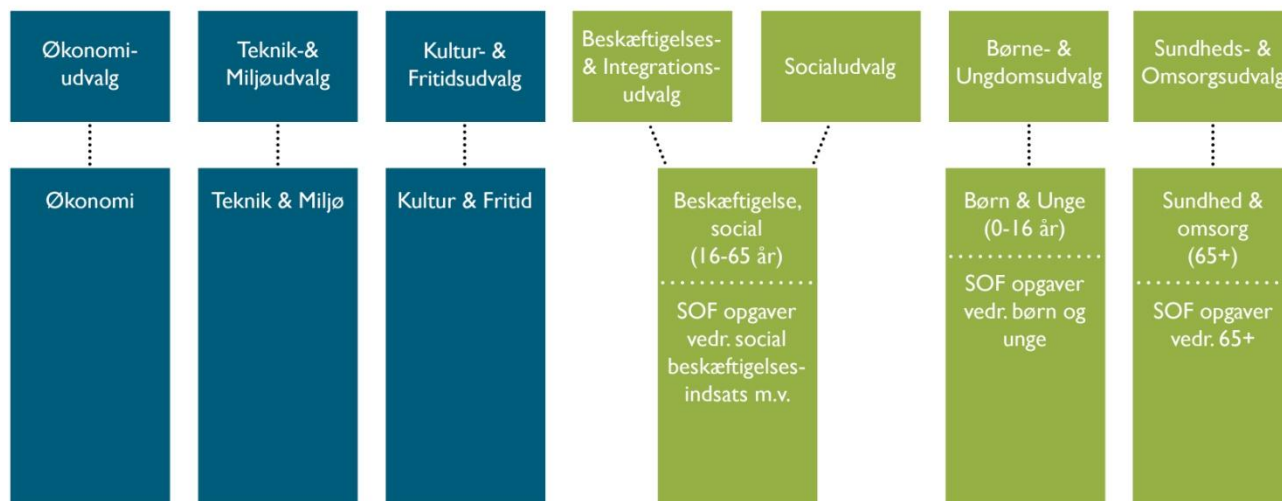 Økonomi-
udvalg
Teknik-&
Miljøudvalg
Kultur- &
Fritidsudvalg
Beskæftigelses-
& Integrations-
udvalg
Socialudvalg
Børne- &
Ungdomsudvalg
Sundheds- &
Omsorgsudvalg
Økonomi
Teknik & Miljø
Kultur & Fritid
Beskæftigelse,
social
(16-65 år)
SOF opgaver
vedr. social
beskæftigelses-
indsats m.v.
Børn & Unge
(0-16 år)
SOF opgaver
vedr. børn og
unge
Sundhed &
omsorg
(65+)
SOF opgaver
vedr. 65+